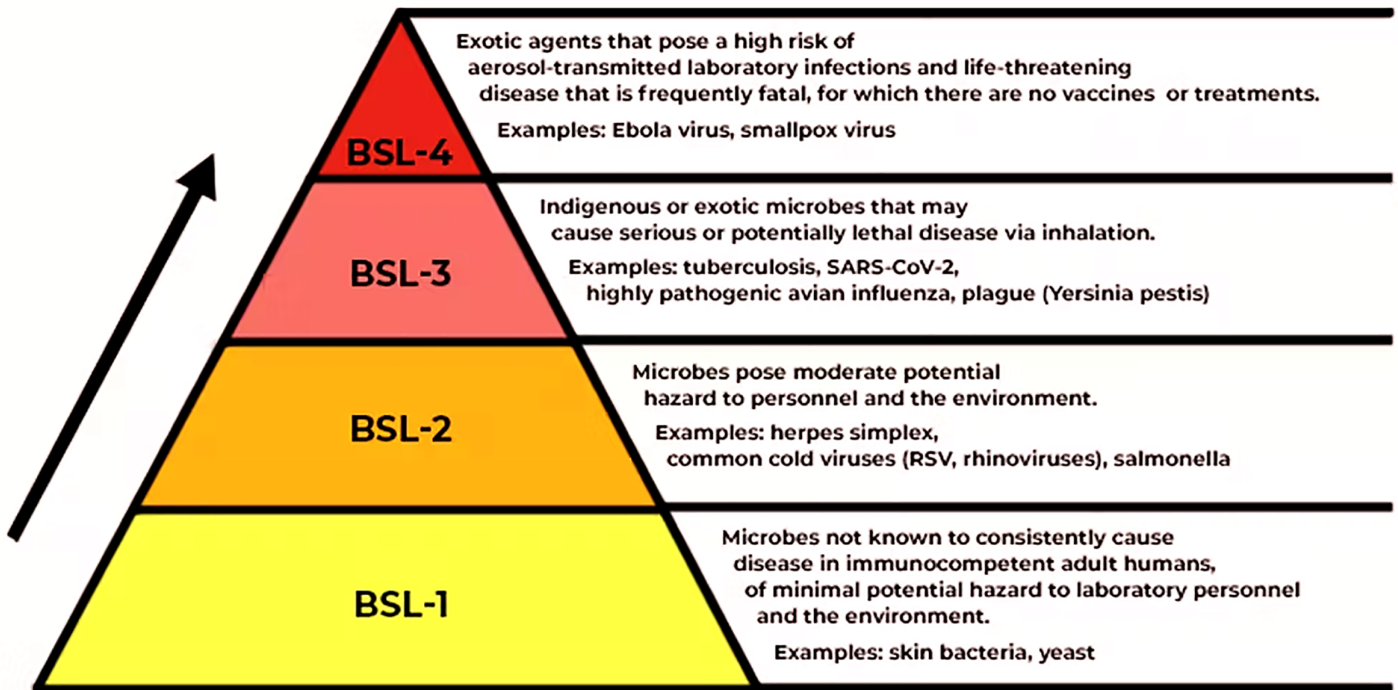 Exotic agents that pose a high risk of
aerosol-transmitted laboratory infections and life-threatening
disease that is frequently fatal, for which there are no vaccines or treatments.
Examples: Ebola virus, smallpox virus
BSL-4
Indigenous or exotic microbes that may
cause serious or potentially lethal disease via inhalation.
BSL-3
Examples: tuberculosis, SARS-CoV-2,
highly pathogenic avian influenza, plague (Yersinia pestis)
Microbes pose moderate potential
hazard to personnel and the environment.
BSL-2
Examples: herpes simplex,
common cold viruses (RSV, rhinoviruses), salmonella
Microbes not known to consistently cause
disease in immunocompetent adult humans,
of minimal potential hazard to laboratory personnel
and the environment.
BSL-1
Examples: skin bacteria, yeast